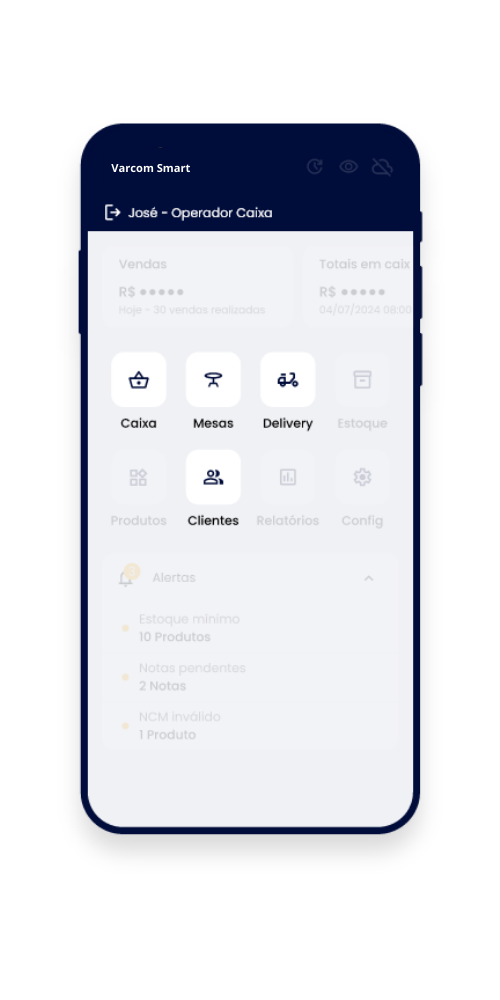 Varcom Smart
José - Operador Caixa
Vendas
R$ •••••
Hoje - 30 vendas realizadas
Totais em caix
R$ •••••
04/07/2024 08:00
Caixa
Mesas
Delivery
Estoque
Produtos
Clientes
Relatórios
Config
Alertas
Estoque mínimo
10 Produtos
Notas pendentes
2 Notas
NCM inválido
1 Produto